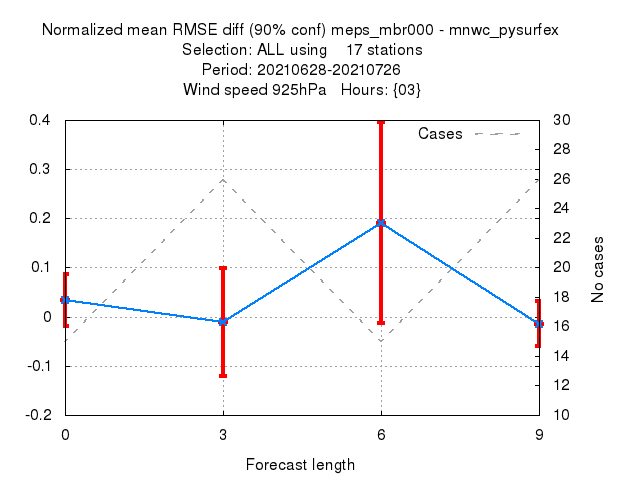 Normalized mean RMSE diff (90% conf) meps_mbr000 - mnwc_pysurfex
Selection: ALL using    17 stations
Period: 20210628-20210726
Wind speed 925hPa   Hours: {03}
Cases
0.4
0.3
0.2
0.1
0
-0.1
-0.2
30
28
26
24
22
20
18
16
14
12
10
No cases
0 3 6 9
Forecast length